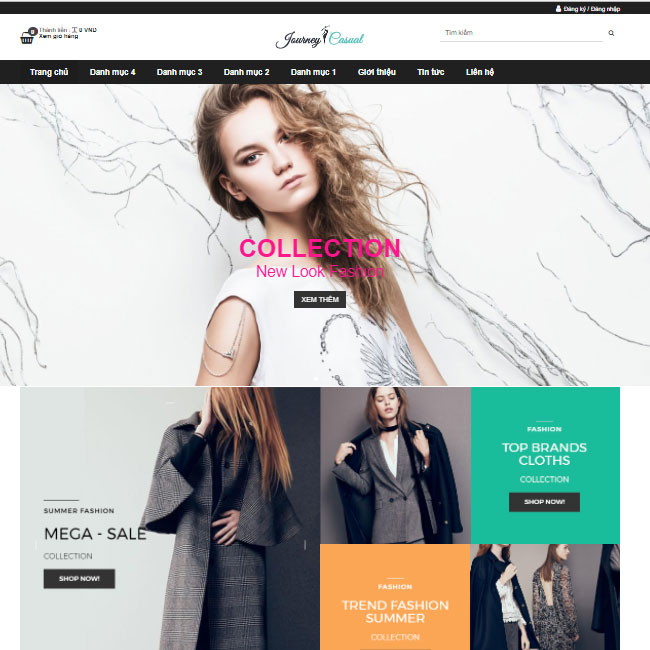 Đăng ký / Đăng nhập
0
Thành tiền : 0 VND
Xem giỏ hàng
Journey Casual
Tìm kiếm
Trang chủ Danh mục 4 Danh mục 3 Danh mục 2 Danh mục 1 Giới thiệu Tin tức Liên hệ
COLLECTION
New Look Fashion
XEM THÊM
SUMMER FASHION
MEGA - SALE
COLLECTION
SHOP NOW!
FASHION
TOP BRANDS
CLOTHS
COLLECTION
SHOP NOW!
FASHION
TREND FASHION
SUMMER
COLLECTION